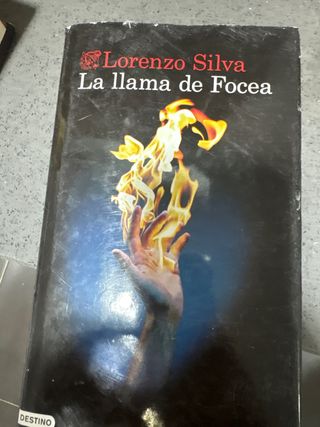 Lorenzo Silva
La llama de Focea
DESTINO